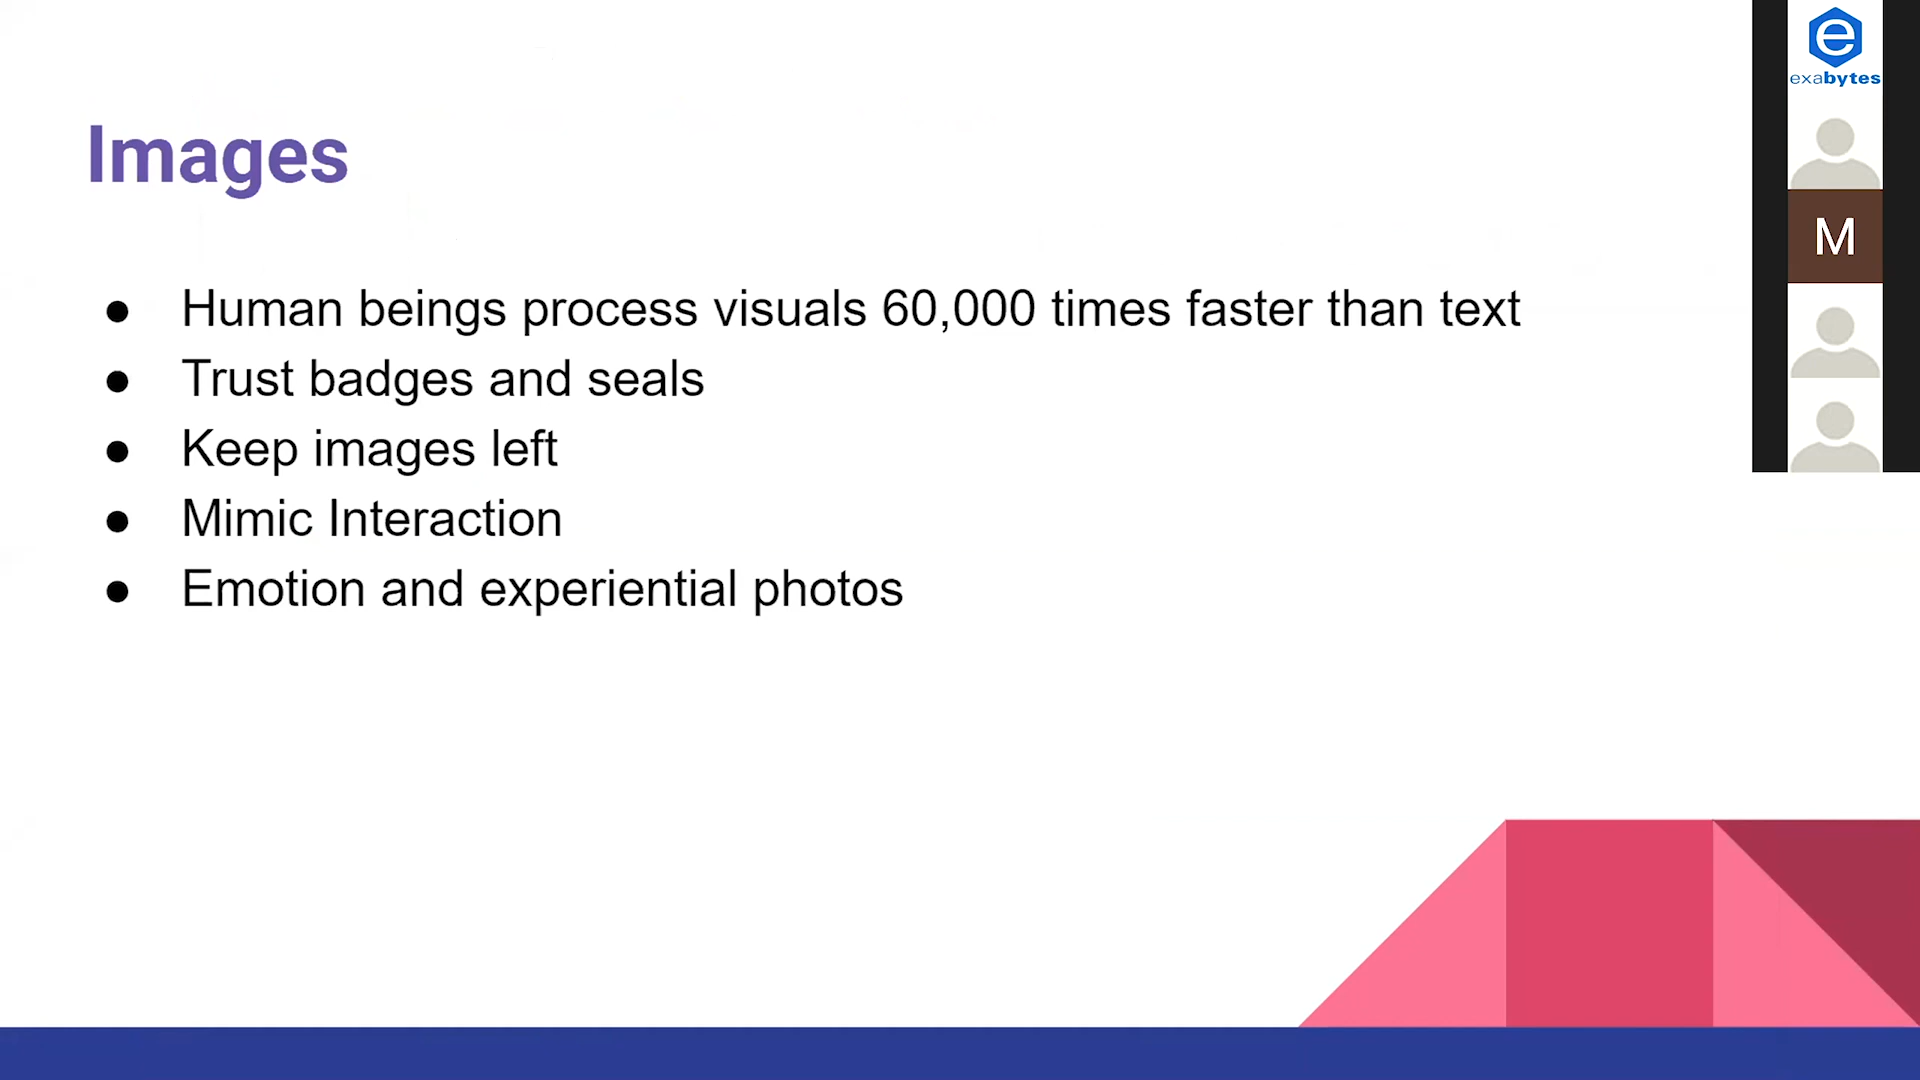 Images
● Human beings process visuals 60,000 times faster than text
● Trust badges and seals
● Keep images left
● Mimic Interaction
● Emotion and experiential photos
e
exabytes
M